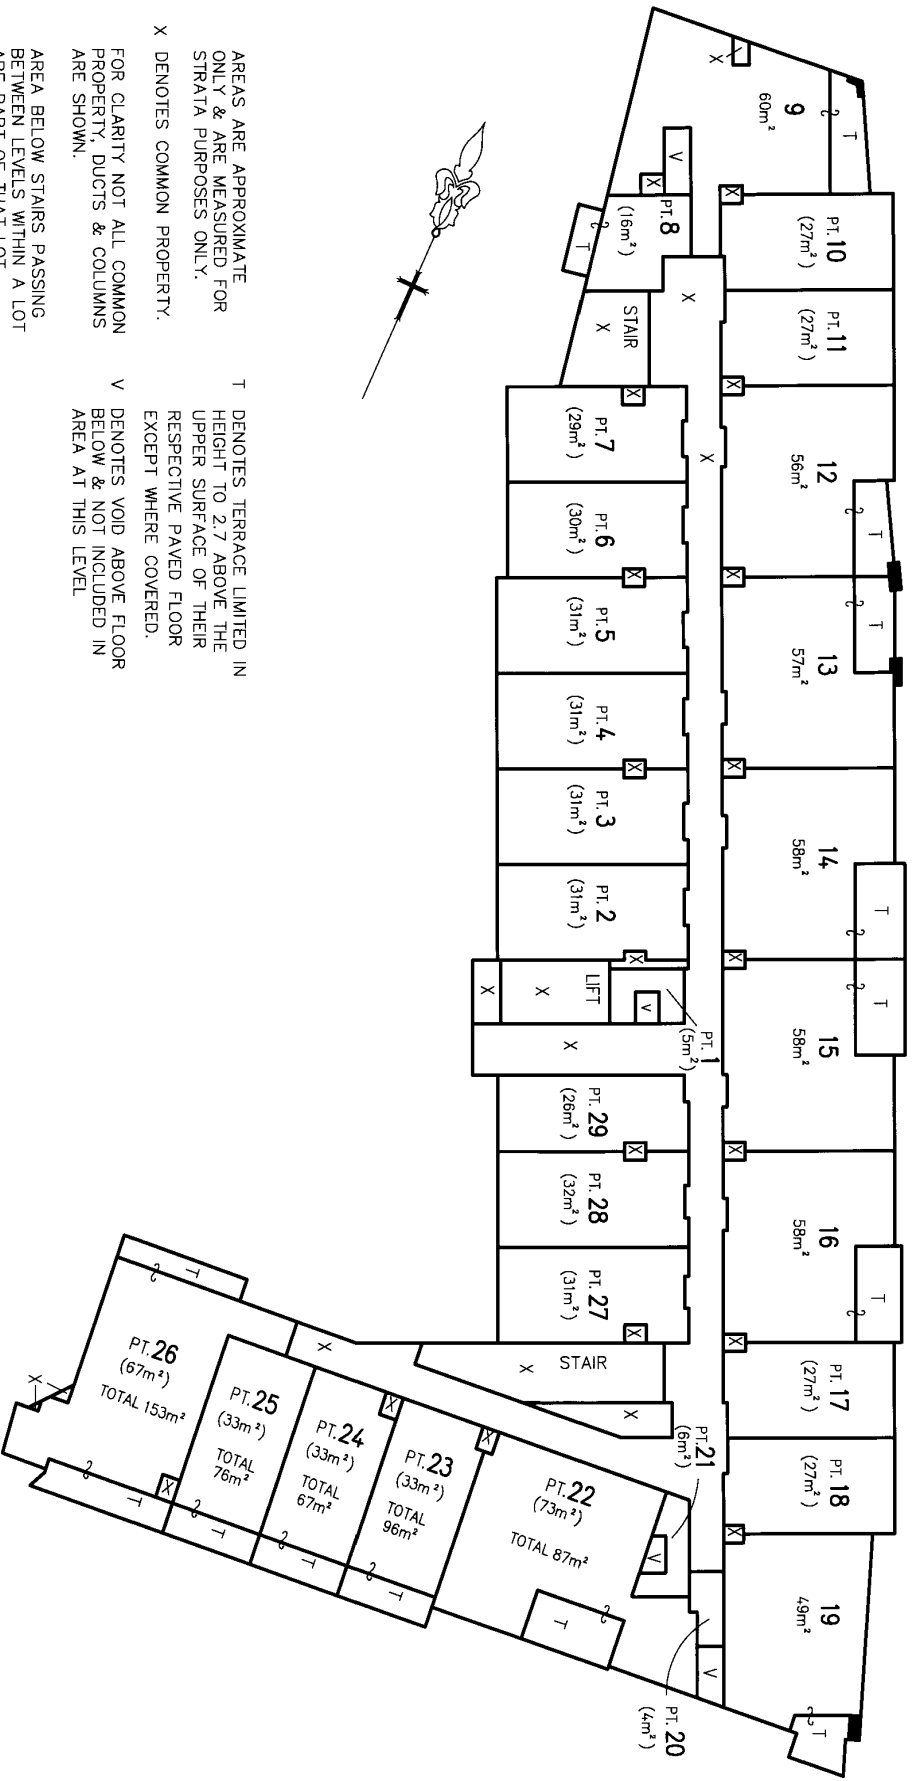 9
60m²
T
X
V
X
PT.8
(16m²)
T
X
PT.10
(27m²)
PT.11
(27m²)
X
X
STAIR
X
X
X
PT.7
(29m²)
X
12
56m²
T
PT.6
(30m²)
X
X
T
PT.5
(31m²)
13
57m²
PT.4
(31m²)
X
X
PT.3
(31m²)
14
58m²
T
PT.2
(31m²)
X
X
T
LIFT
X
X
V
PT.1
(5m²)
X
15
58m²
PT.29
(26m²)
X
X
PT.28
(32m²)
16
58m²
T
PT.27
(31m²)
X
X
STAIR
X
X
PT.17
(27m²)
PT.18
(27m²)
X
PT.21
(6m²)
V
19
49m²
T
V
PT.20
(4m²)
PT.22
(73m²)
TOTAL 87m²
T
X
PT.23
(33m²)
TOTAL
96m²
T
X
PT.24
(33m²)
TOTAL
67m²
T
PT.25
(33m²)
TOTAL
76m²
T
X
X
PT.26
(67m²)
TOTAL 153m²
T
T
X
AREAS ARE APPROXIMATE
ONLY & ARE MEASURED FOR
STRATA PURPOSES ONLY.
X DENOTES COMMON PROPERTY.
FOR CLARITY NOT ALL COMMON
PROPERTY, DUCTS & COLUMNS
ARE SHOWN.
AREA BELOW STAIRS PASSING
BETWEEN LEVELS WITHIN A LOT
ARE PART OF THAT LOT
T DENOTES TERRACE LIMITED IN
HEIGHT TO 2.7 ABOVE THE
UPPER SURFACE OF THEIR
RESPECTIVE PAVED FLOOR
EXCEPT WHERE COVERED.
V DENOTES VOID ABOVE FLOOR
BELOW & NOT INCLUDED IN
AREA AT THIS LEVEL